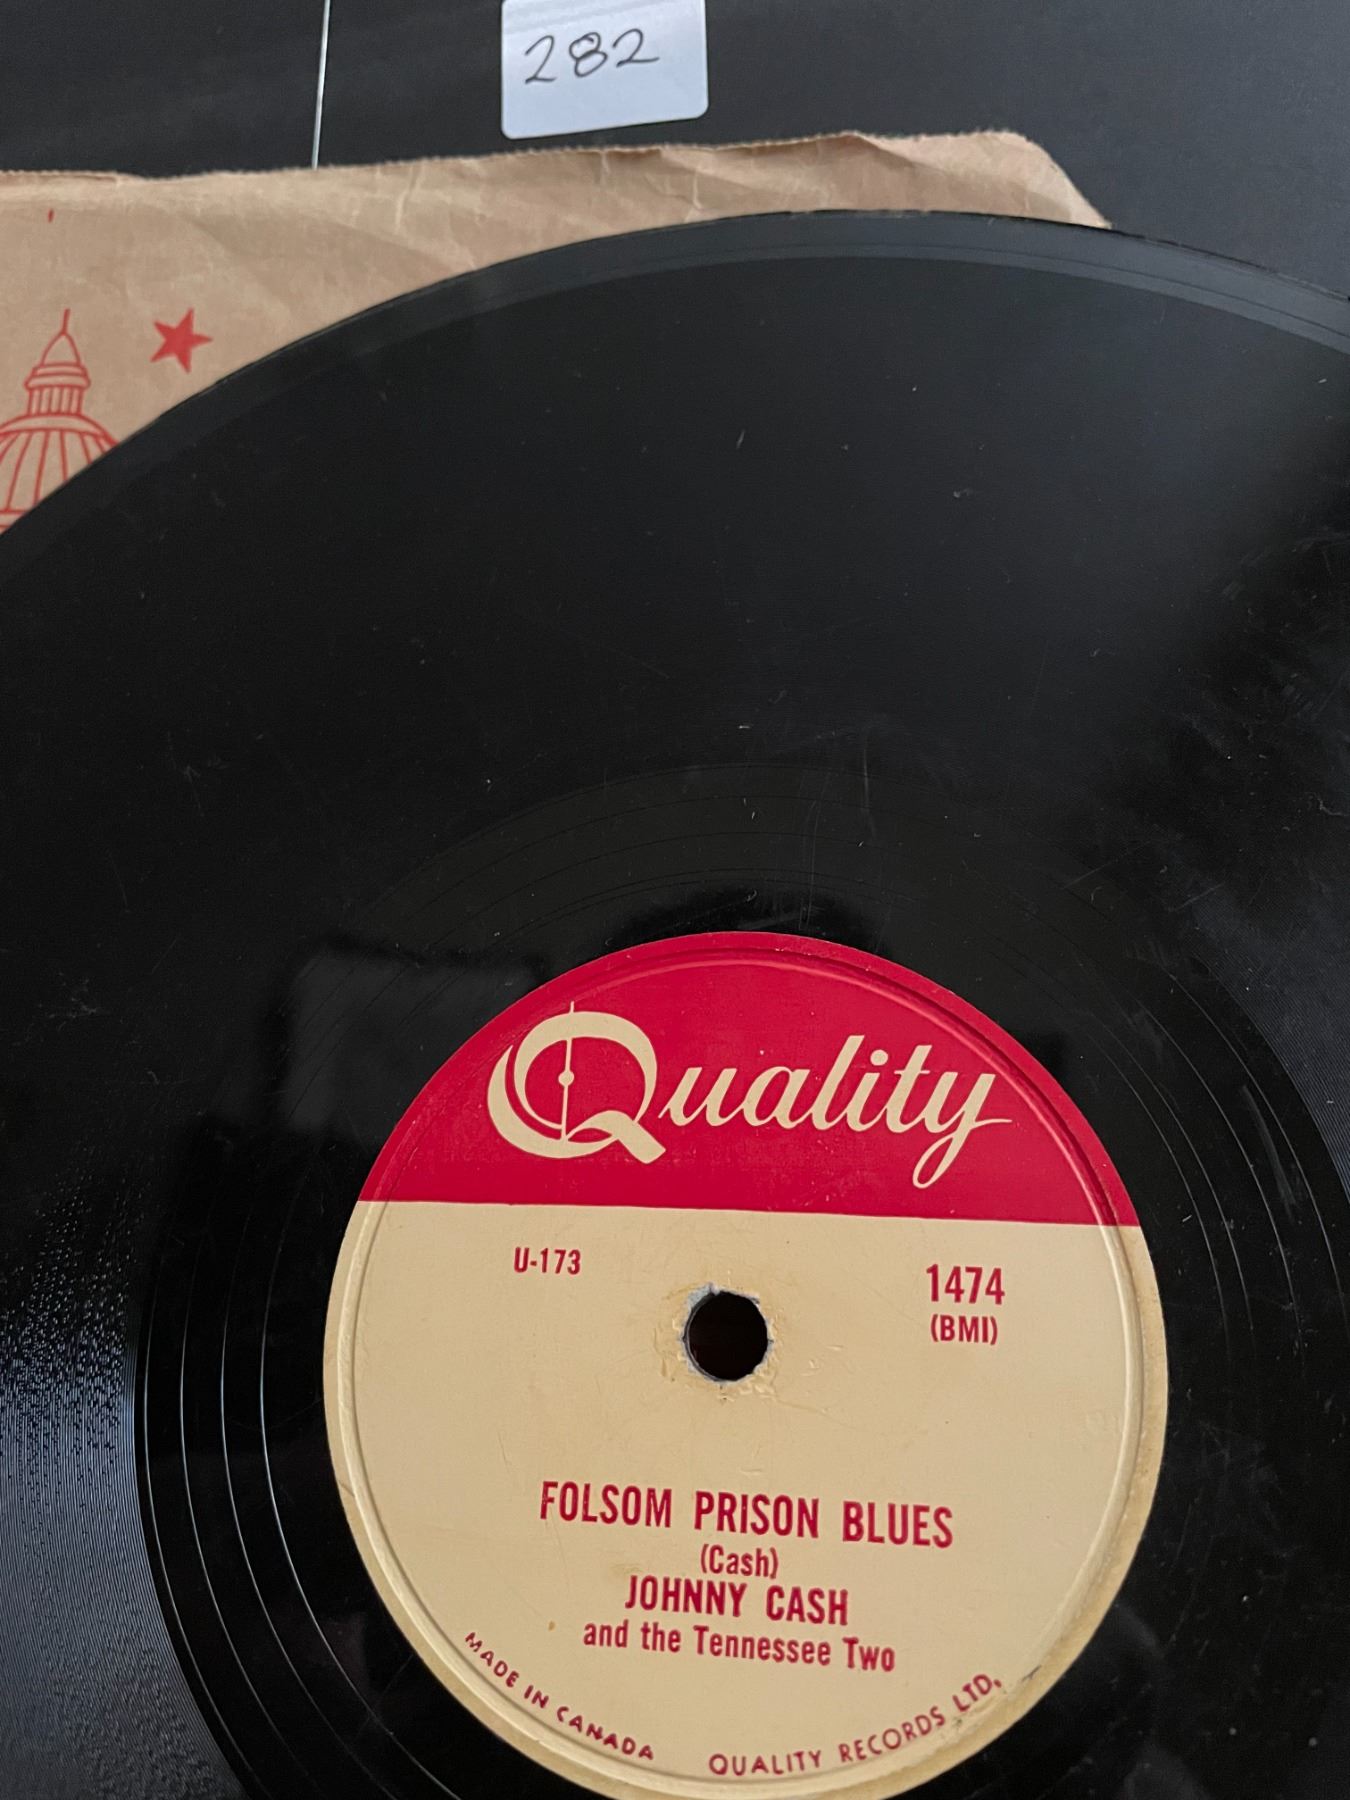 282
Quality
U-173
1474
(BMI)
FOLSOM PRISON BLUES
(Cash)
JOHNNY CASH
and the Tennessee Two
MADE IN CANADA QUALITY RECORDS LTD.